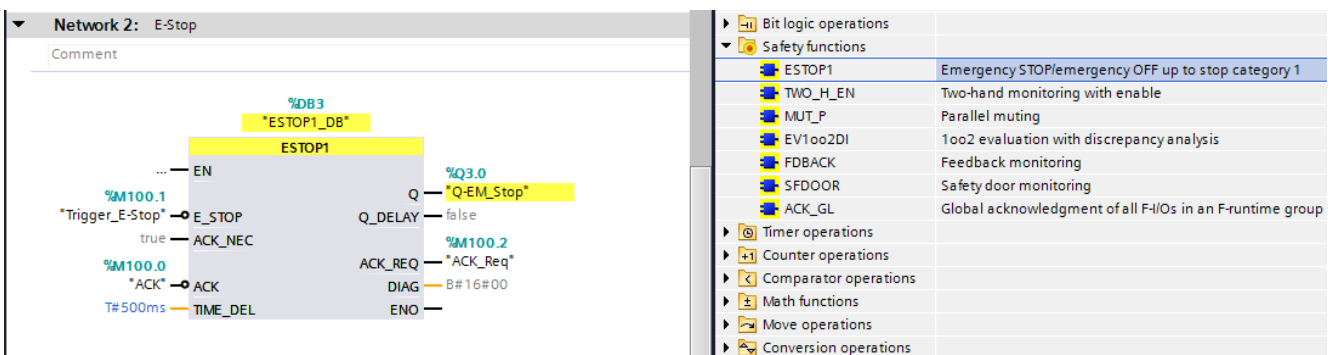 Network 2: E-Stop
Comment
%DB3
"ESTOP1_DB"
ESTOP1
... EN
%M100.1
"Trigger_E-Stop" E_STOP
true ACK_NEC
%M100.0
"ACK" ACK
T#500ms TIME_DEL
%Q3.0
Q "Q-EM_Stop"
Q_DELAY false
%M100.2
ACK_REQ "ACK_Req"
DIAG B#16#00
ENO
Bit logic operations
Safety functions
ESTOP1 Emergency STOP/emergency OFF up to stop category 1
TWO_H_EN Two-hand monitoring with enable
MUT_P Parallel muting
EV1oo2DI 1oo2 evaluation with discrepancy analysis
FDBACK Feedback monitoring
SFDOOR Safety door monitoring
ACK_GL Global acknowledgment of all F-I/Os in an F-runtime group
Timer operations
Counter operations
Comparator operations
Math functions
Move operations
Conversion operations